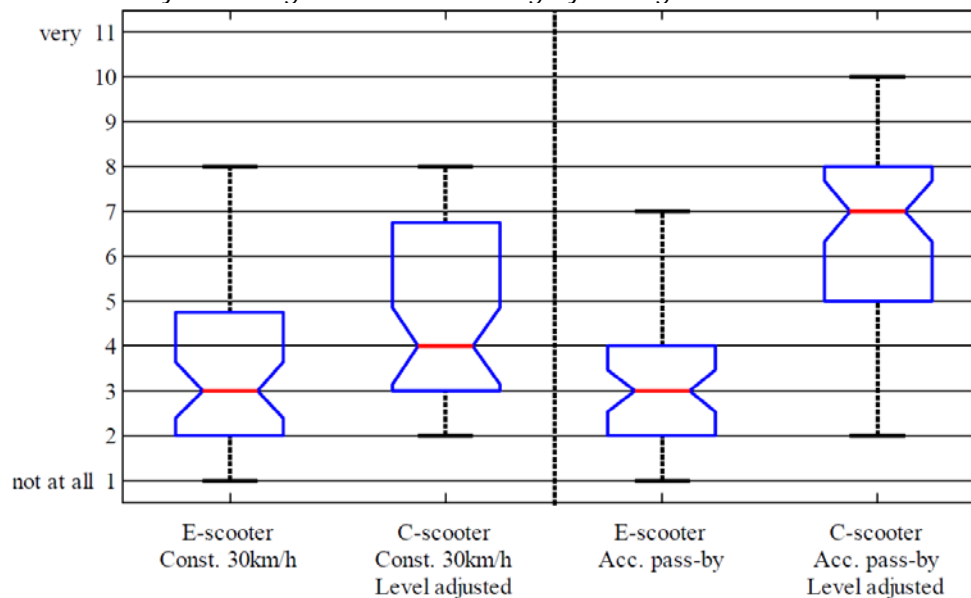 very 11
10
9
8
7
6
5
4
3
2
not at all 1
E-scooter
Const. 30km/h
C-scooter
Const. 30km/h
Level adjusted
E-scooter
Acc. pass-by
C-scooter
Acc. pass-by
Level adjusted